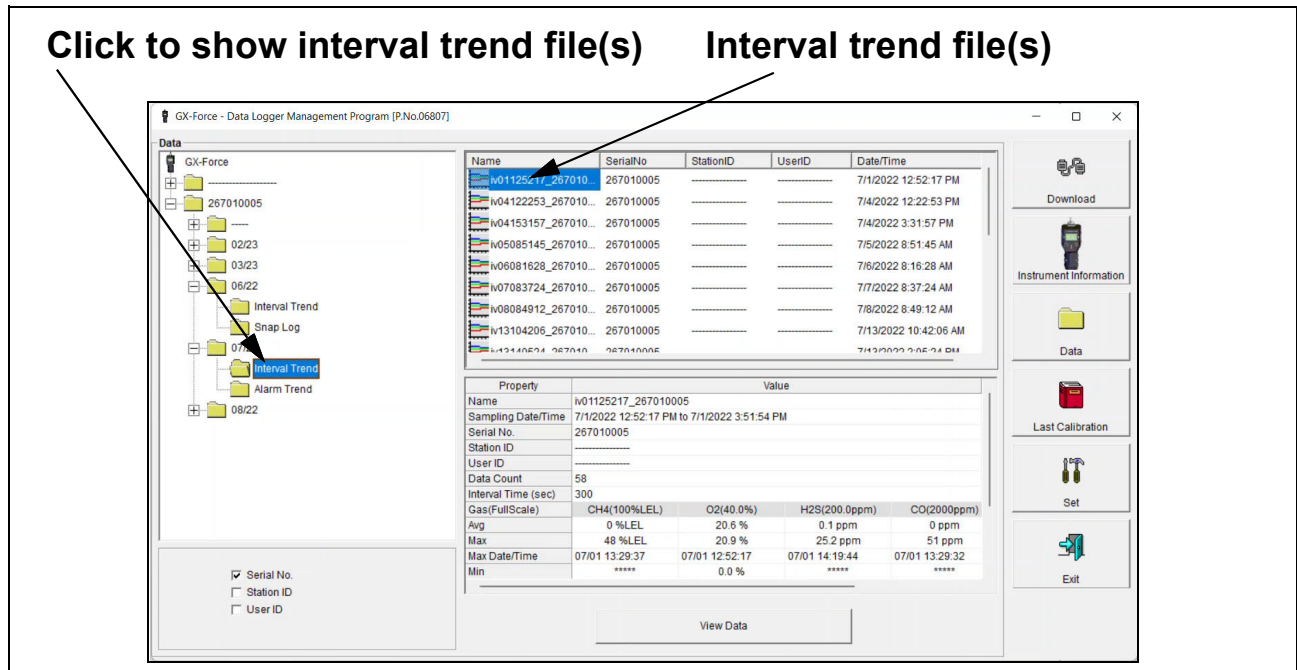 Click to show interval trend file(s) Interval trend file(s)
GX-Force - Data Logger Management Program [P.No.06807]
Data
GX-Force
-------------------
267010005
----
02/23
03/23
06/22
Interval Trend
Snap Log
Interval Trend
Alarm Trend
08/22
Serial No.
Station ID
User ID
Name SerialNo StationID UserID Date/Time
iv01125217_267010... 267010005 ---------------- ---------------- 7/1/2022 12:52:17 PM
iv04122253_267010... 267010005 ---------------- ---------------- 7/4/2022 12:22:53 PM
iv04153157_267010... 267010005 ---------------- ---------------- 7/4/2022 3:31:57 PM
iv05085145_267010... 267010005 ---------------- ---------------- 7/5/2022 8:51:45 AM
iv06081628_267010... 267010005 ---------------- ---------------- 7/6/2022 8:16:28 AM
iv07083724_267010... 267010005 ---------------- ---------------- 7/7/2022 8:37:24 AM
iv08084912_267010... 267010005 ---------------- ---------------- 7/8/2022 8:49:12 AM
iv13104206_267010... 267010005 ---------------- ---------------- 7/13/2022 10:42:06 AM
Property Value
Name iv01125217_267010005
Sampling Date/Time 7/1/2022 12:52:17 PM to 7/1/2022 3:51:54 PM
Serial No. 267010005
Station ID ----------------
User ID ----------------
Data Count 58
Interval Time (sec) 300
Gas(FullScale) CH4(100%LEL) O2(40.0%) H2S(200.0ppm) CO(2000ppm)
Avg 0 %LEL 20.6 % 0.1 ppm 0 ppm
Max 48 %LEL 20.9 % 25.2 ppm 51 ppm
Max Date/Time 07/01 13:29:37 07/01 12:52:17 07/01 14:19:44 07/01 13:29:32
Min ***** 0.0 % ***** *****
View Data
Download
Instrument Information
Data
Last Calibration
Set
Exit